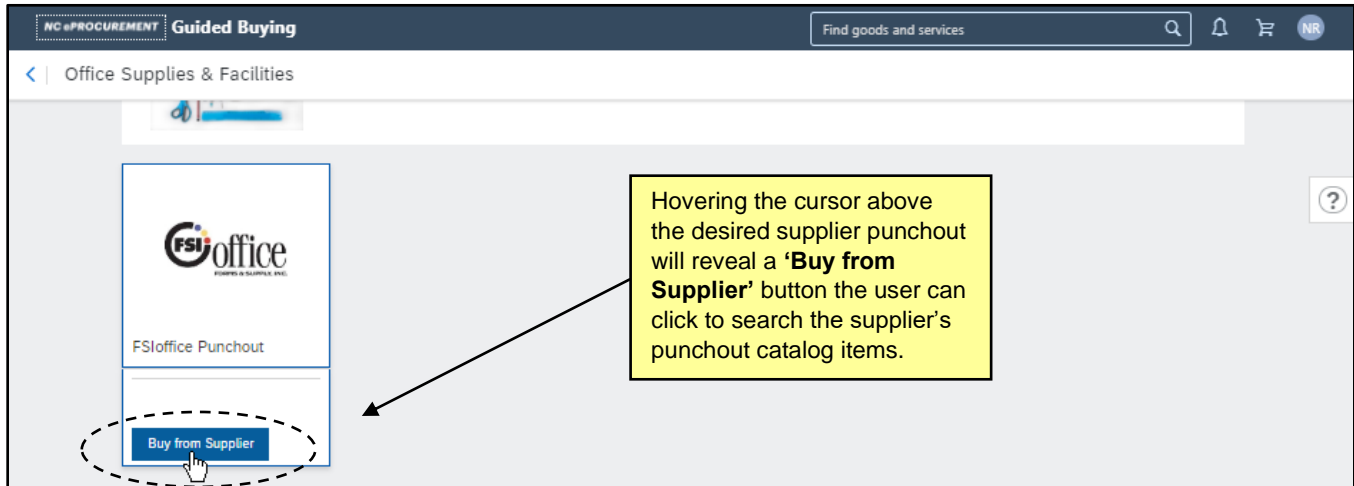 NC ePROCUREMENT Guided Buying
Find goods and services
NR
Office Supplies & Facilities
FSI office
FORMS & SUPPLY, INC.
FSIoffice Punchout
Buy from Supplier
Hovering the cursor above
the desired supplier punchout
will reveal a ‘Buy from
Supplier’ button the user can
click to search the supplier’s
punchout catalog items.
?